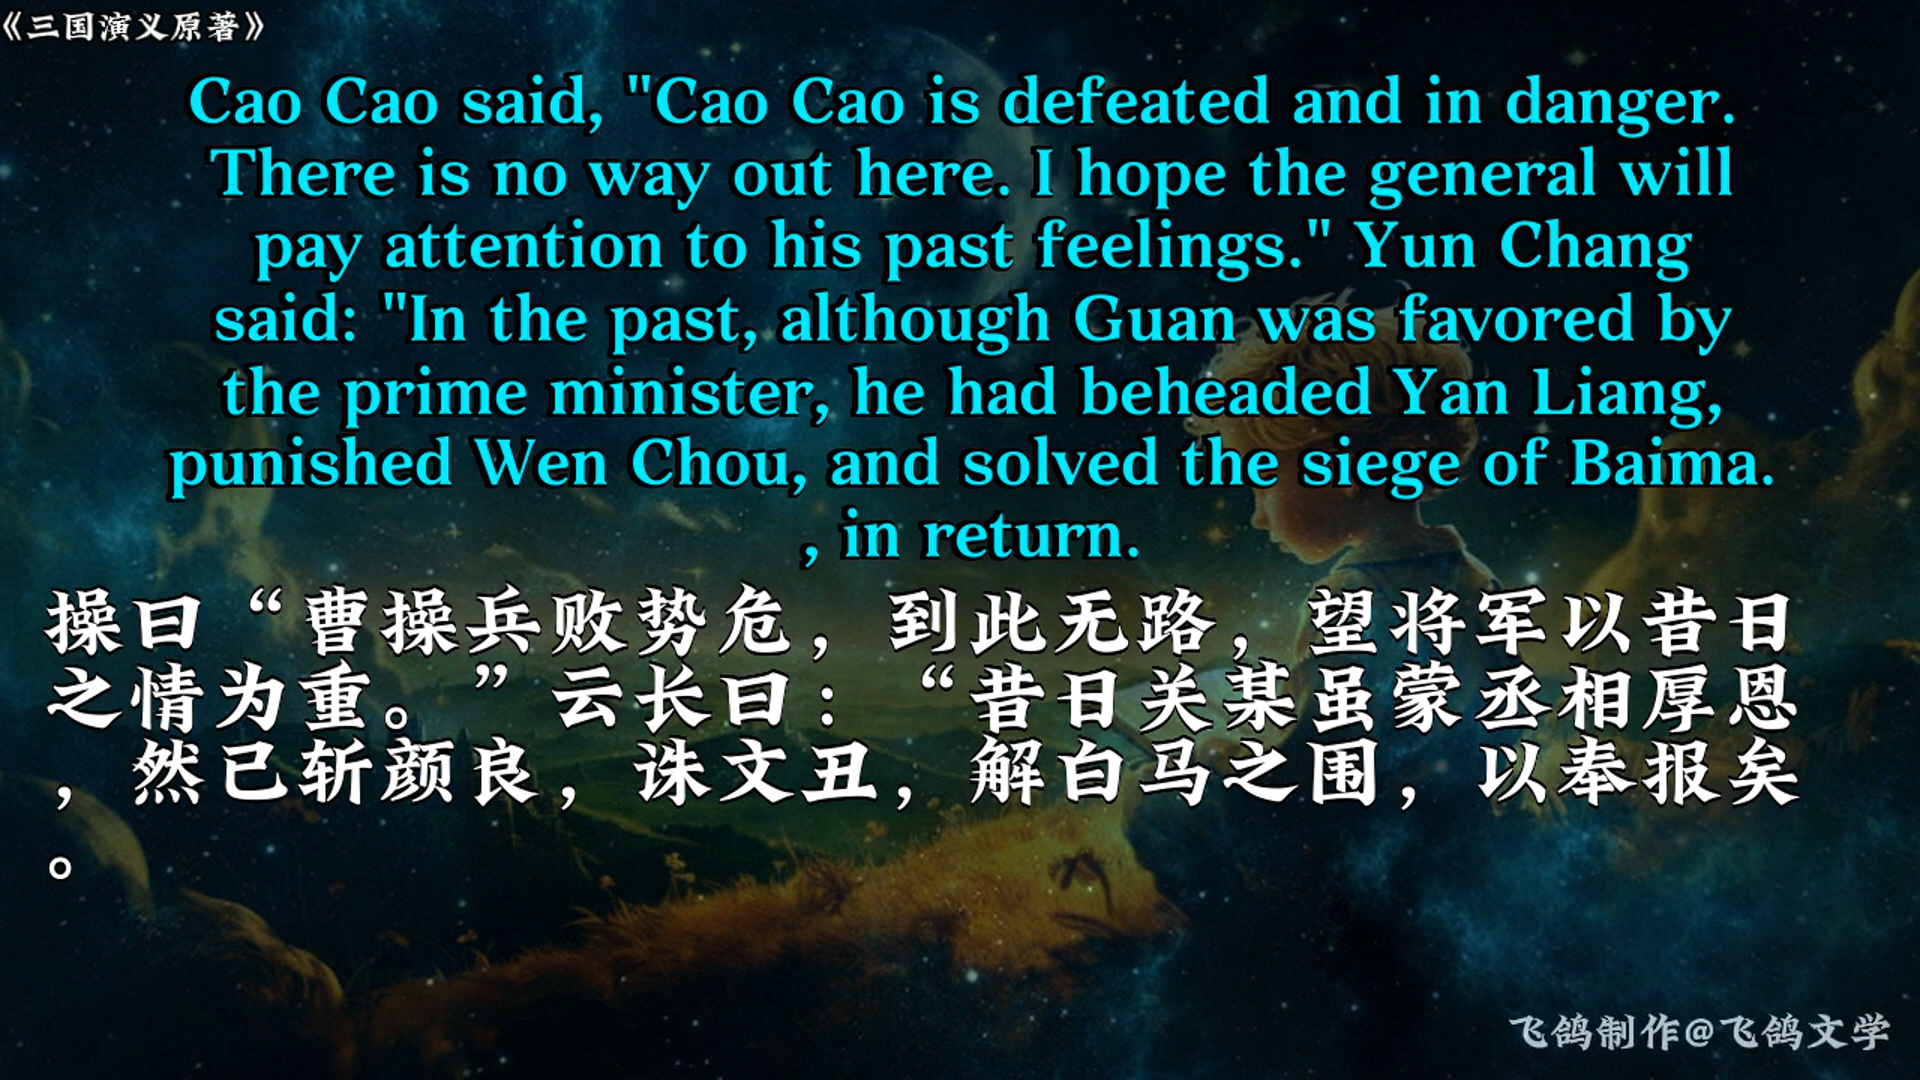 《三国演义原著》
Cao Cao said, "Cao Cao is defeated and in danger.
There is no way out here. I hope the general will
pay attention to his past feelings." Yun Chang
said: "In the past, although Guan was favored by
the prime minister, he had beheaded Yan Liang,
punished Wen Chou, and solved the siege of Baima.
, in return.
操曰“曹操兵败势危，到此无路，望将军以昔日
之情为重。”云长曰：“昔日关某虽蒙丞相厚恩
，然已斩颜良，诛文丑，解白马之围，以奉报矣
。
飞鸽制作@飞鸽文学